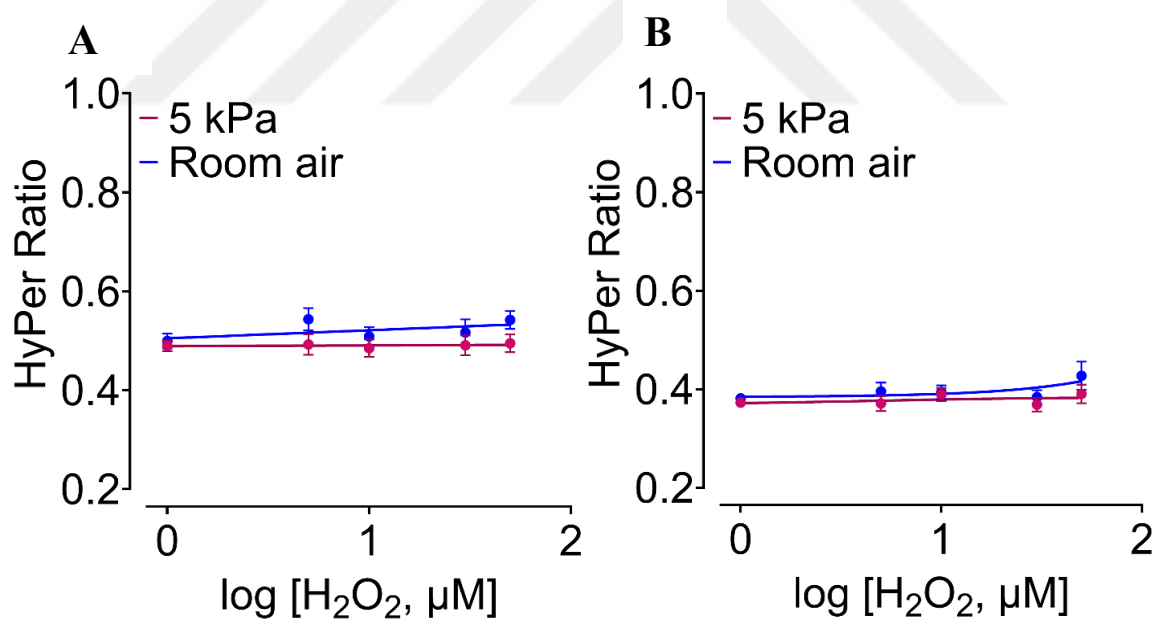 A
1.0
5 kPa
Room air
0.8
0.6
0.4
0.2
HyPer Ratio
0
1
2
log [H₂O₂, µM]
B
1.0
5 kPa
Room air
0.8
0.6
0.4
0.2
HyPer Ratio
0
1
2
log [H₂O₂, µM]